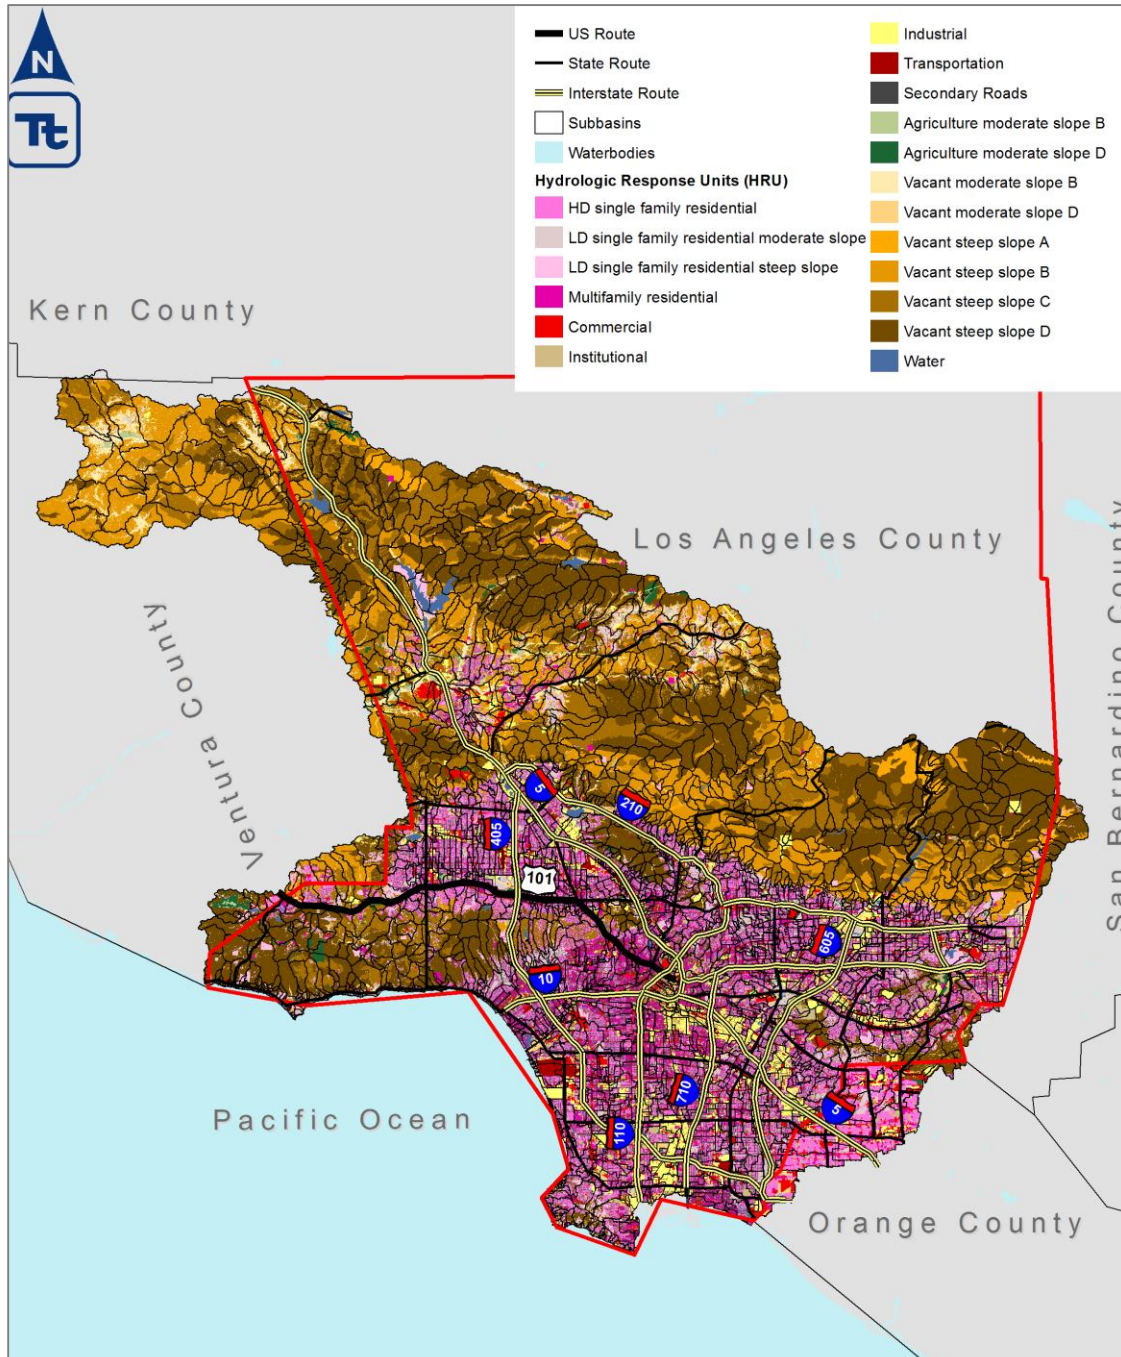 N
Tt
US Route
State Route
Interstate Route
Subbasins
Waterbodies
Hydrologic Response Units (HRU)
HD single family residential
LD single family residential moderate slope
LD single family residential steep slope
Multifamily residential
Commercial
Institutional
Industrial
Transportation
Secondary Roads
Agriculture moderate slope B
Agriculture moderate slope D
Vacant moderate slope B
Vacant moderate slope D
Vacant steep slope A
Vacant steep slope B
Vacant steep slope C
Vacant steep slope D
Water
Kern County
Los Angeles County
San Bernardino County
Ventura County
5
210
405
101
605
10
710
5
110
Pacific Ocean
Orange County